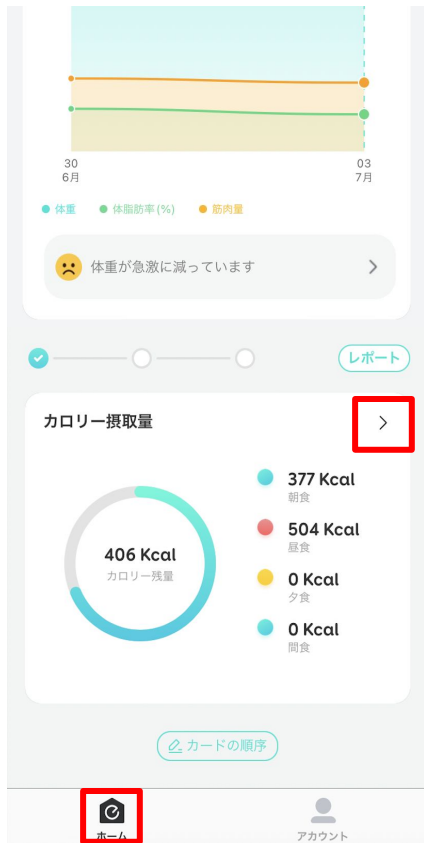 30
6月
03
7月
体重
体脂肪率(%)
筋肉量
体重が急激に減っています
レポート
カロリー摂取量
406 Kcal
カロリー残量
377 Kcal
朝食
504 Kcal
昼食
0 Kcal
夕食
0 Kcal
間食
カードの順序
ホーム
アカウント